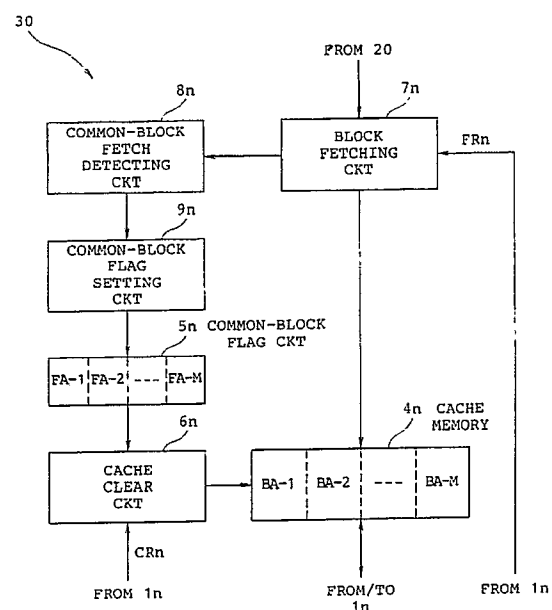 30
FROM 20
8n
7n
COMMON-BLOCK
FETCH
DETECTING
CKT
BLOCK
FETCHING
CKT
FRn
9n
COMMON-BLOCK
FLAG
SETTING
CKT
5n COMMON-BLOCK
FLAG CKT
FA-1 FA-2 --- FA-M
6n
4n CACHE
MEMORY
CACHE
CLEAR
CKT
BA-1 BA-2 --- BA-M
CRn
FROM 1n
FROM/TO
1n
FROM 1n